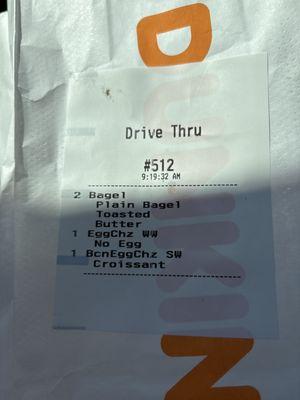 DUNKIN
Drive Thru
#512
9:19:32 AM
2 Bagel
Plain Bagel
Toasted
Butter
1 EggChz WW
No Egg
1 BcnEggChz SW
Croissant